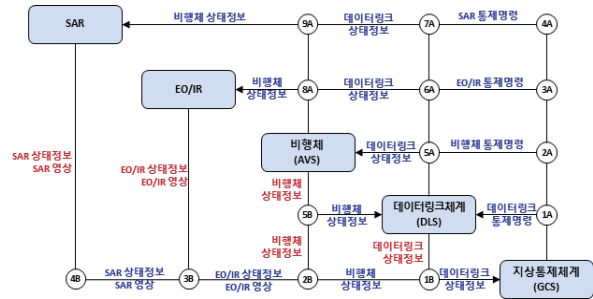 SAR
비행체 상태정보
9A
데이터링크
상태정보
7A
SAR 통제명령
4A
EO/IR
비행체
상태정보
8A
데이터링크
상태정보
6A
EO/IR 통제명령
3A
비행체
(AVS)
데이터링크
상태정보
5A
비행체 통제명령
2A
SAR 상태정보
SAR 영상
EO/IR 상태정보
EO/IR 영상
비행체
상태정보
5B
비행체
상태정보
데이터링크체계
(DLS)
데이터링크
통제명령
1A
비행체
상태정보
데이터링크
상태정보
4B
SAR 상태정보
SAR 영상
3B
EO/IR 상태정보
EO/IR 영상
2B
비행체
상태정보
1B
데이터링크
상태정보
지상통제체계
(GCS)